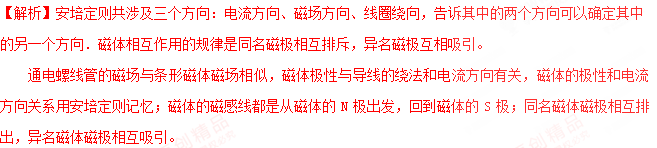 【解析】安培定则共涉及三个方向：电流方向、磁场方向、线圈绕向，告诉其中的两个方向可以确定其中
的另一个方向．磁体相互作用的规律是同名磁极相互排斥，异名磁极互相吸引。
通电螺线管的磁场与条形磁体磁场相似，磁体极性与导线的绕法和电流方向有关，磁体的极性和电流
方向关系用安培定则记忆；磁体的磁感线都是从磁体的 N 极出发，回到磁体的 S 极；同名磁体磁极相互排
出，异名磁体磁极相互吸引。